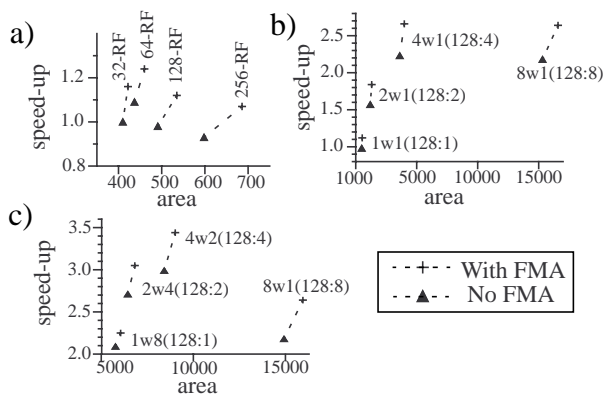 a)
speed-up
1.2
1.0
0.8
32-RF
64-RF
128-RF
256-RF
400
500
600
700
area
b)
speed-up
2.5
2.0
1.5
1.0
4w1(128:4)
8w1(128:8)
2w1(128:2)
1w1(128:1)
1000
5000
10000
15000
area
c)
speed-up
3.5
3.0
2.5
2.0
4w2(128:4)
2w4(128:2)
8w1(128:8)
1w8(128:1)
5000
10000
15000
area
With FMA
No FMA